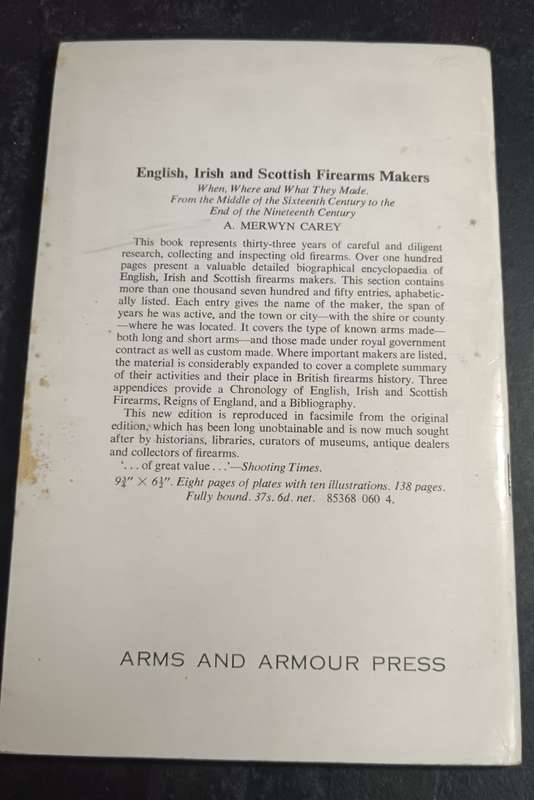 English, Irish and Scottish Firearms Makers
When, Where and What They Made.
From the Middle of the Sixteenth Century to the
End of the Nineteenth Century
A. MERWYN CAREY
This book represents thirty-three years of careful and diligent
research, collecting and inspecting old firearms. Over one hundred
pages present a valuable detailed biographical encyclopaedia of
English, Irish and Scottish firearms makers. This section contains
more than one thousand seven hundred and fifty entries, aphabetic-
ally listed. Each entry gives the name of the maker, the span of
years he was active, and the town or city—with the shire or county
—where he was located. It covers the type of known arms made—
both long and short arms—and those made under royal government
contract as well as custom made. Where important makers are listed,
the material is considerably expanded to cover a complete summary
of their activities and their place in British firearms history. Three
appendices provide a Chronology of English, Irish and Scottish
Firearms, Reigns of England, and a Bibliography.
This new edition is reproduced in facsimile from the original
edition, which has been long unobtainable and is now much sought
after by historians, libraries, curators of museums, antique dealers
and collectors of firearms.
'. . . of great value . . .'—Shooting Times.
9¾" × 6¼". Eight pages of plates with ten illustrations. 138 pages.
Fully bound. 37s. 6d. net. 85368 060 4.
ARMS AND ARMOUR PRESS